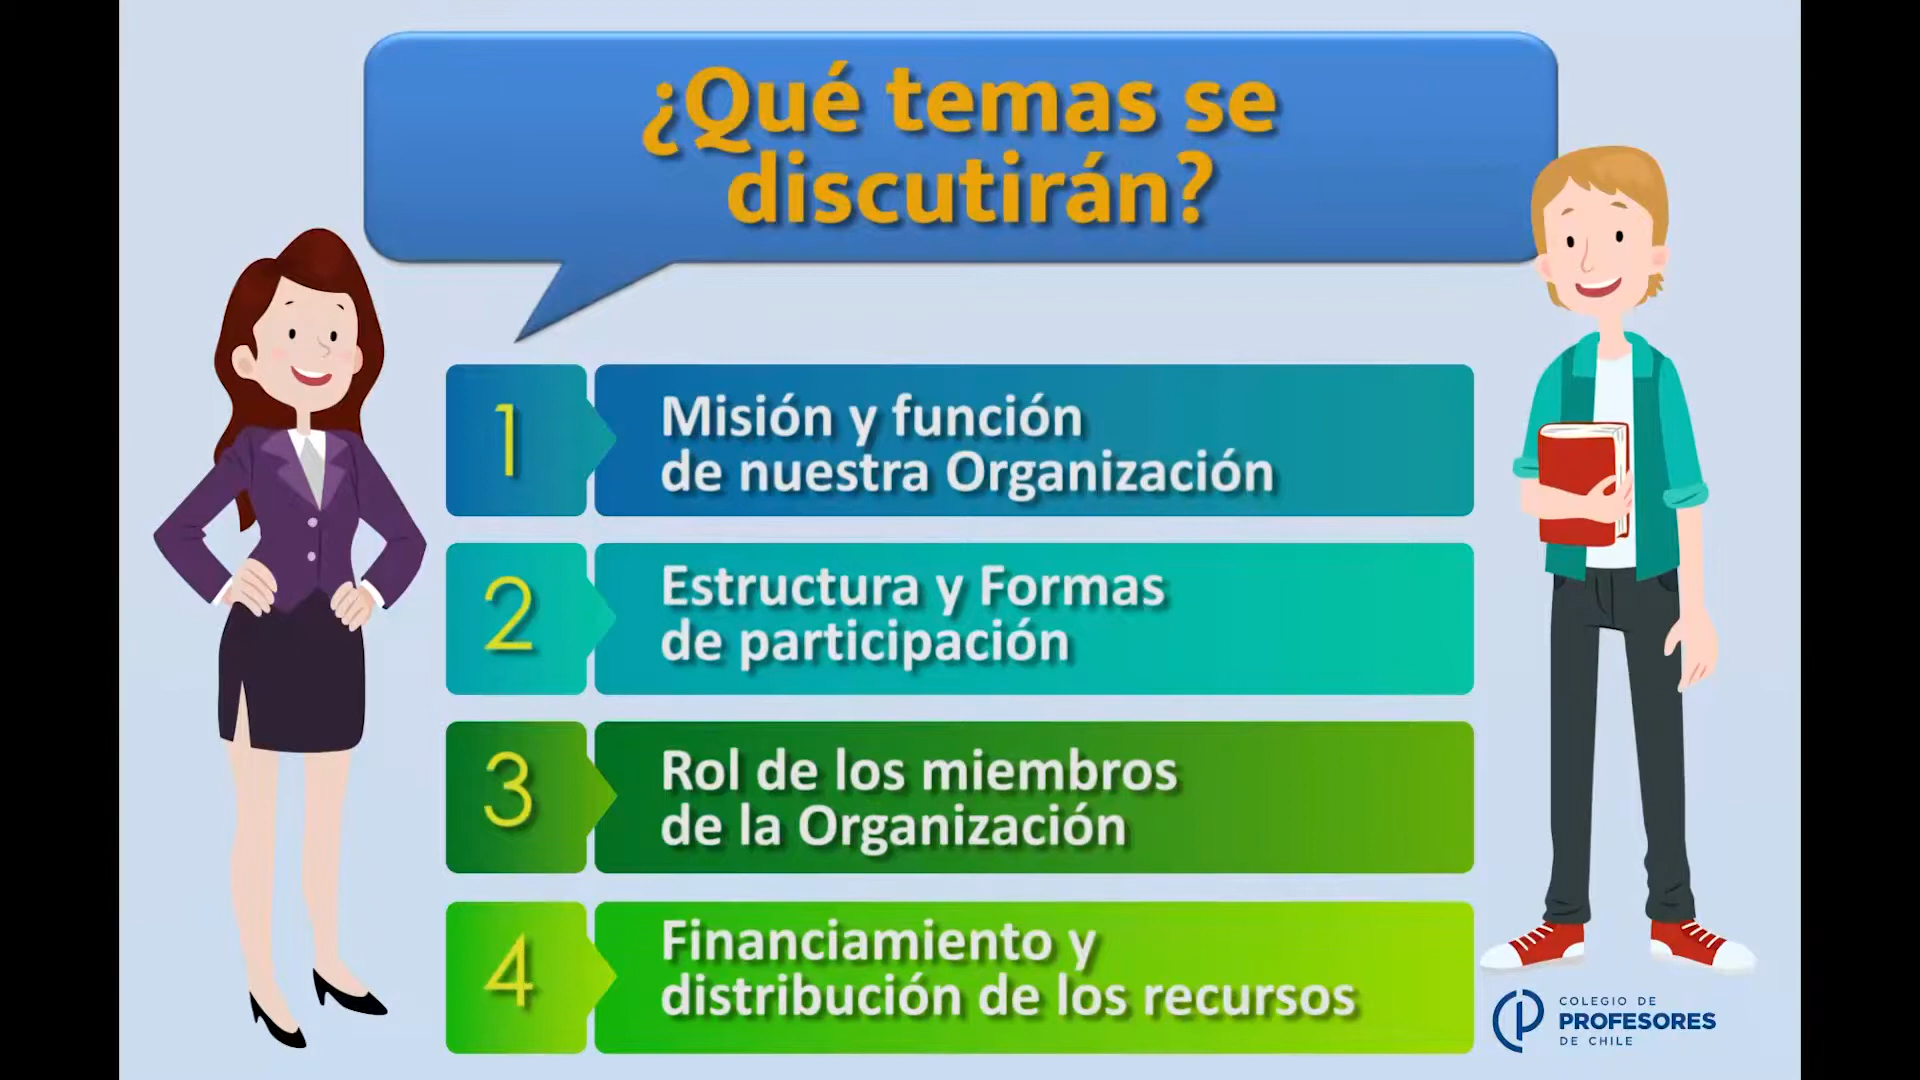 ¿Qué temas se
discutirán?
1
Misión y función
de nuestra Organización
2
Estructura y Formas
de participación
3
Rol de los miembros
de la Organización
4
Financiamiento y
distribución de los recursos
COLEGIO DE
PROFESORES
DE CHILE